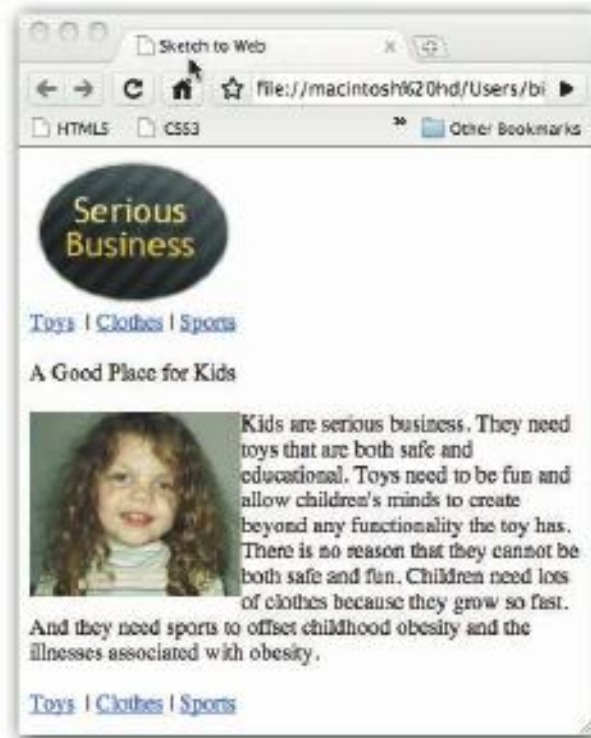 Sketch to Web
file://macintosh%20hd/Users/bi
HTML5 CSS3 » Other Bookmarks
Serious
Business
Toys | Clothes | Sports
A Good Place for Kids
Kids are serious business. They need
toys that are both safe and
educational. Toys need to be fun and
allow children's minds to create
beyond any functionality the toy has.
There is no reason that they cannot be
both safe and fun. Children need lots
of clothes because they grow so fast.
And they need sports to offset childhood obesity and the
illnesses associated with obesity.
Toys | Clothes | Sports